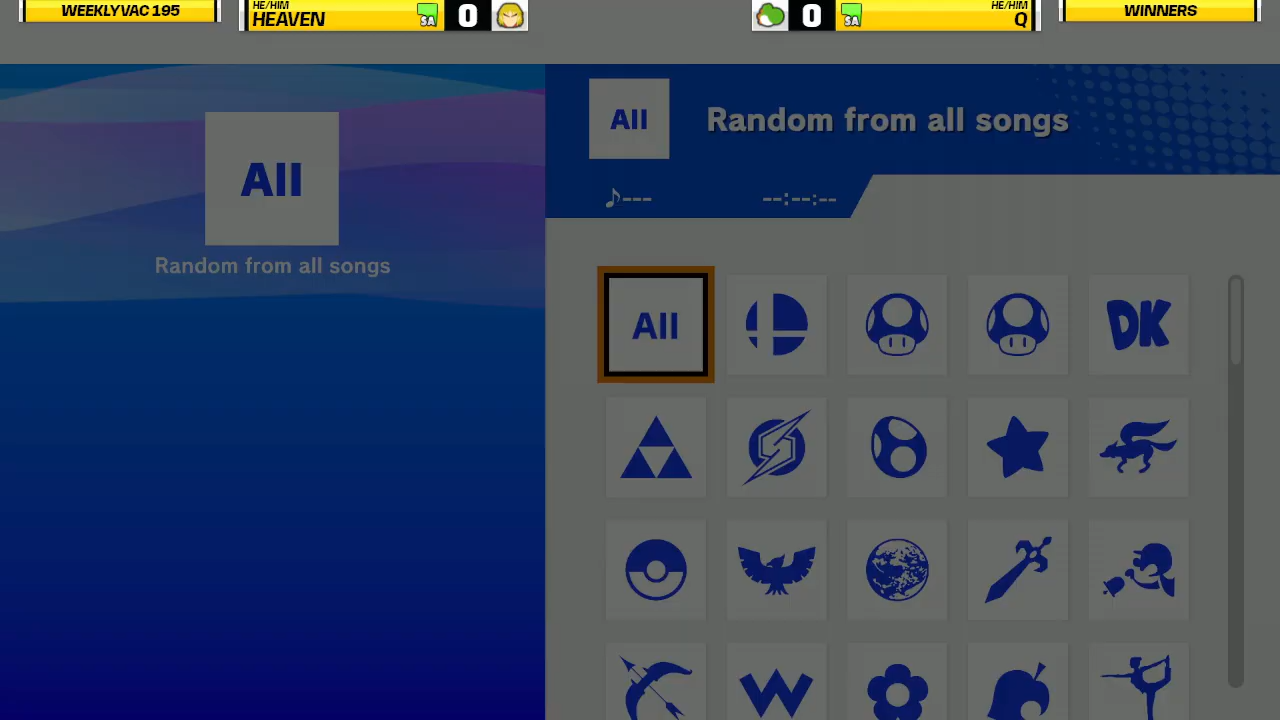 WEEKLYVAC 195
HE/HIM
HEAVEN
SA
0
0
SA
HE/HIM
Q
WINNERS
All
Random from all songs
All
Random from all songs
♪---
--:--:--
All
DK